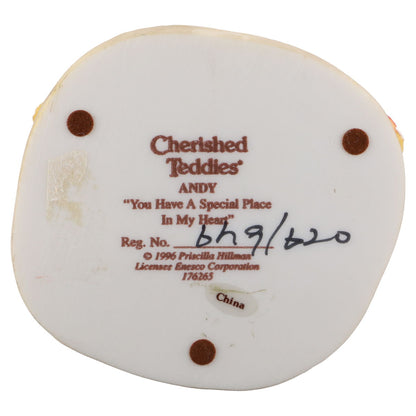 Cherished
Teddies®
ANDY
"You Have A Special Place
In My Heart"
Reg. No. 6h9/620
© 1996 Priscilla Hillman
Licensee Enesco Corporation
176265
China